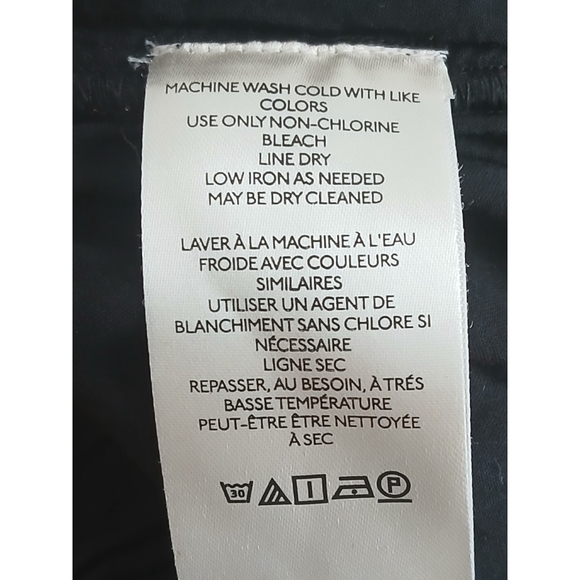 MACHINE WASH COLD WITH LIKE
COLORS
USE ONLY NON-CHLORINE
BLEACH
LINE DRY
LOW IRON AS NEEDED
MAY BE DRY CLEANED
LAVER À LA MACHINE À L'EAU
FROIDE AVEC COULEURS
SIMILAIRES
UTILISER UN AGENT DE
BLANCHIMENT SANS CHLORE SI
NÉCESSAIRE
LIGNE SEC
REPASSER, AU BESOIN, À TRÉS
BASSE TEMPÉRATURE
PEUT-ÊTRE ÊTRE NETTOYÉE
À SEC
30 P